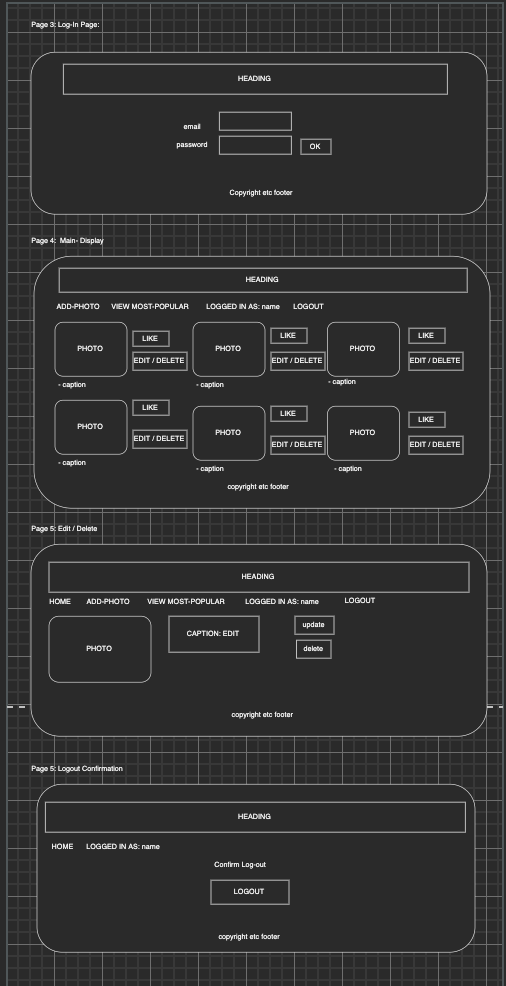 Page 3: Log-In Page:
HEADING
email
password
OK
Copyright etc footer
Page 4: Main- Display
HEADING
ADD-PHOTO VIEW MOST-POPULAR LOGGED IN AS: name LOGOUT
PHOTO LIKE PHOTO LIKE PHOTO LIKE
EDIT / DELETE EDIT / DELETE EDIT / DELETE
- caption - caption - caption
PHOTO LIKE PHOTO LIKE PHOTO LIKE
EDIT / DELETE EDIT / DELETE EDIT / DELETE
- caption - caption - caption
copyright etc footer
Page 5: Edit / Delete
HEADING
HOME ADD-PHOTO VIEW MOST-POPULAR LOGGED IN AS: name LOGOUT
PHOTO CAPTION: EDIT update
delete
copyright etc footer
Page 5: Logout Confirmation
HEADING
HOME LOGGED IN AS: name
Confirm Log-out
LOGOUT
copyright etc footer